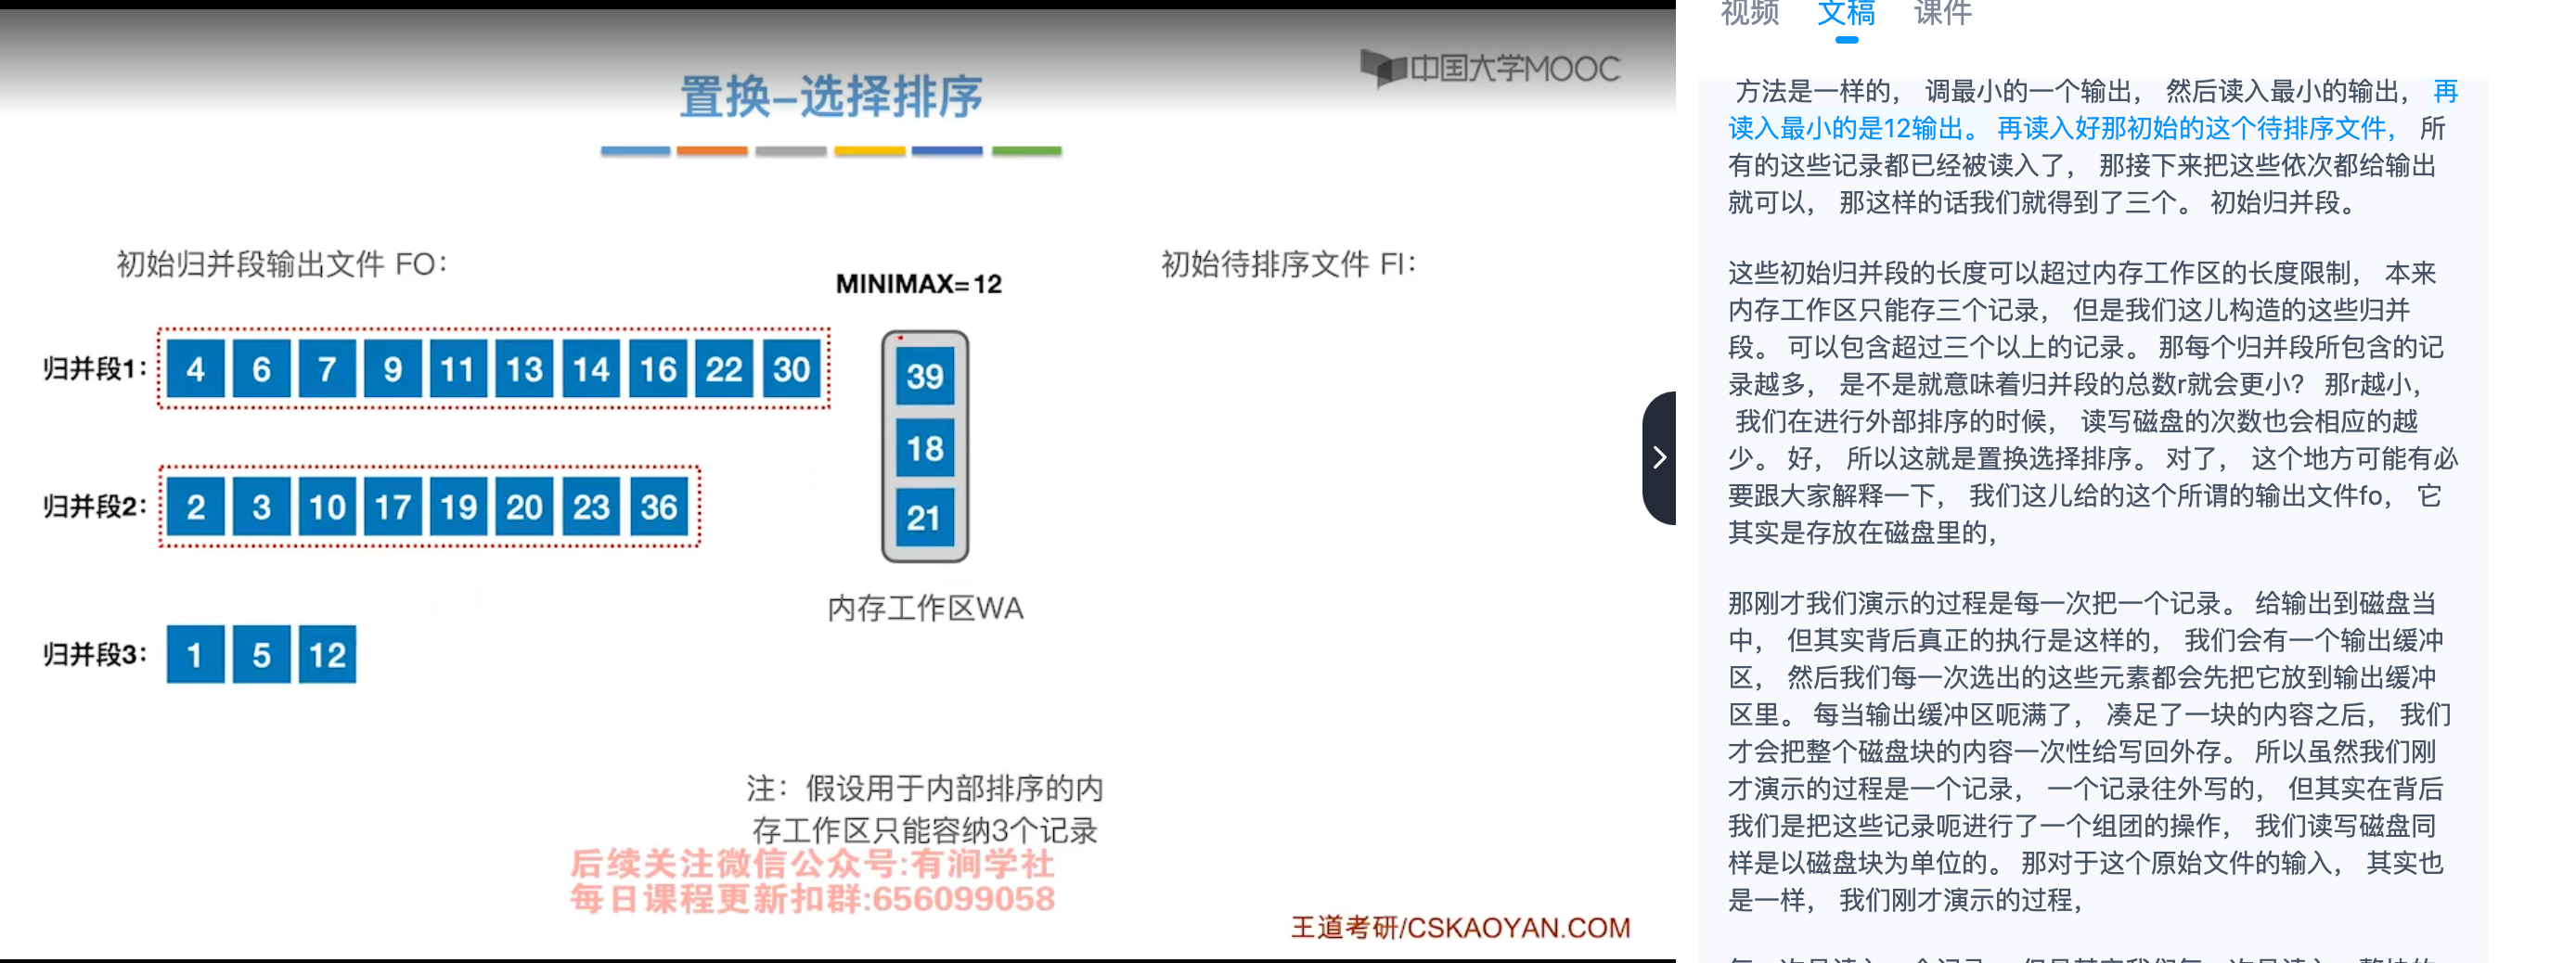 中国大学MOOC
置换–选择排序
初始归并段输出文件 FO：
MINIMAX=12
初始待排序文件 FI：
归并段1：
4 6 7 9 11 13 14 16 22 30
39
18
21
归并段2：
2 3 10 17 19 20 23 36
内存工作区WA
归并段3：
1 5 12
注：假设用于内部排序的内
存工作区只能容纳3个记录
后续关注微信公众号:有涧学社
每日课程更新扣群:656099058
王道考研/CSKAOYAN.COM
视频 文稿 课件
方法是一样的， 调最小的一个输出， 然后读入最小的输出， 再
读入最小的是12输出。 再读入好那初始的这个待排序文件， 所
有的这些记录都已经被读入了， 那接下来把这些依次都给输出
就可以， 那这样的话我们就得到了三个。 初始归并段。
这些初始归并段的长度可以超过内存工作区的长度限制， 本来
内存工作区只能存三个记录， 但是我们这儿构造的这些归并
段。 可以包含超过三个以上的记录。 那每个归并段所包含的记
录越多， 是不是就意味着归并段的总数r就会更小？ 那r越小，
我们在进行外部排序的时候， 读写磁盘的次数也会相应的越
少。 好， 所以这就是置换选择排序。 对了， 这个地方可能有必
要跟大家解释一下， 我们这儿给的这个所谓的输出文件fo， 它
其实是存放在磁盘里的，
那刚才我们演示的过程是每一次把一个记录。 给输出到磁盘当
中， 但其实背后真正的执行是这样的， 我们会有一个输出缓冲
区， 然后我们每一次选出的这些元素都会先把它放到输出缓冲
区里。 每当输出缓冲区呃满了， 凑足了一块的内容之后， 我们
才会把整个磁盘块的内容一次性给写回外存。 所以虽然我们刚
才演示的过程是一个记录， 一个记录往外写的， 但其实在背后
我们是把这些记录呃进行了一个组团的操作， 我们读写磁盘同
样是以磁盘块为单位的。 那对于这个原始文件的输入， 其实也
是一样， 我们刚才演示的过程，